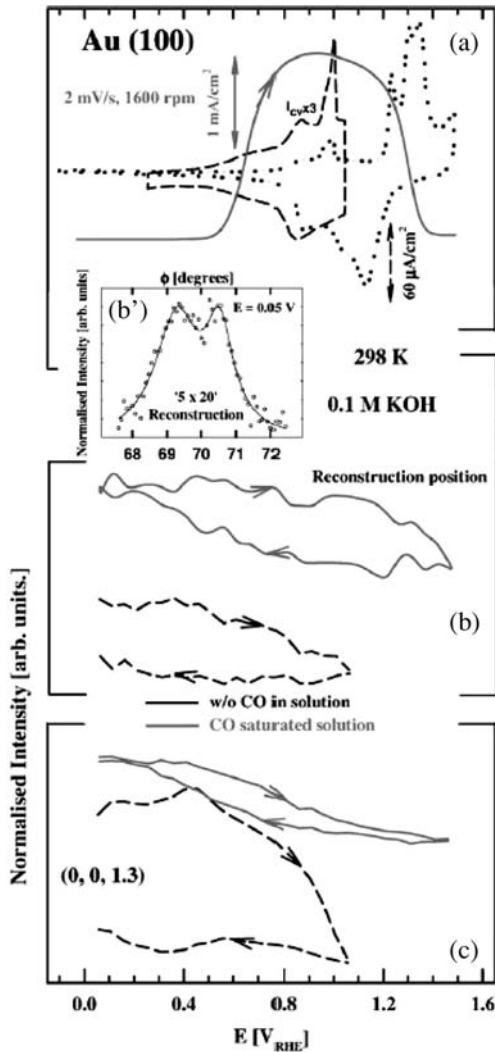 Au (100)
(a)
2 mV/s, 1600 rpm
1 mA/cm²
i_CV x3
60 µA/cm²
ϕ [degrees]
(b')
E = 0.05 V
Normalised Intensity [arb. units]
'5 x 20'
Reconstruction
68 69 70 71 72
298 K
0.1 M KOH
Reconstruction position
(b)
w/o CO in solution
CO saturated solution
Normalised Intensity [arb. units.]
(0, 0, 1.3)
(c)
0.0 0.4 0.8 1.2 1.6
E [V_RHE]